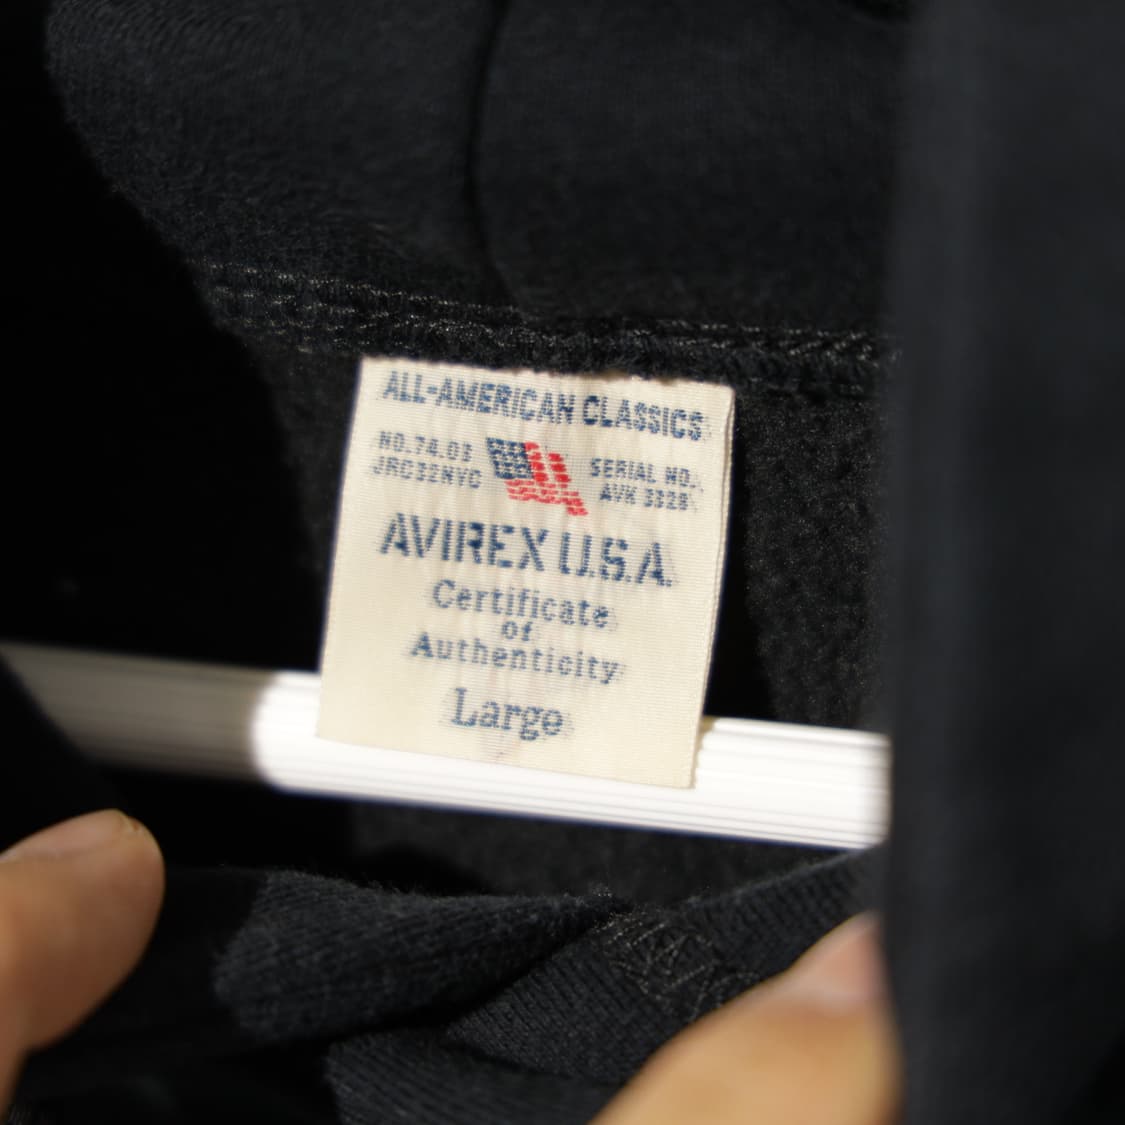 ALL-AMERICAN CLASSICS
NO.74.03
JRC32NYC
SERIAL NO.
AVK 3328
AVIREX U.S.A.
Certificate
of
Authenticity
Large